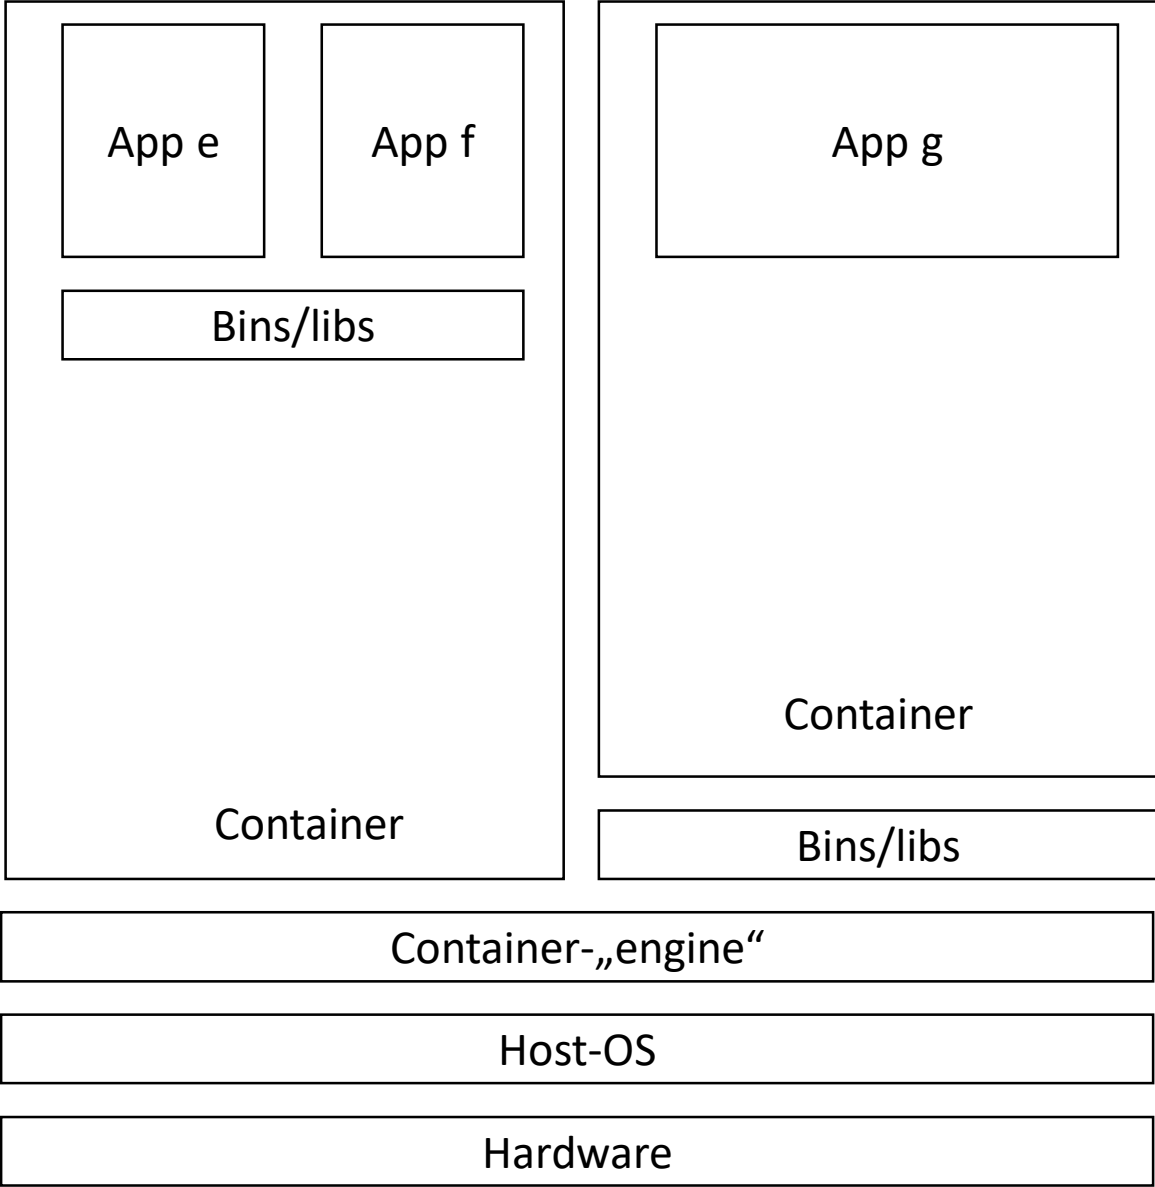 App e
App f
App g
Bins/libs
Container
Container
Bins/libs
Container-„engine“
Host-OS
Hardware